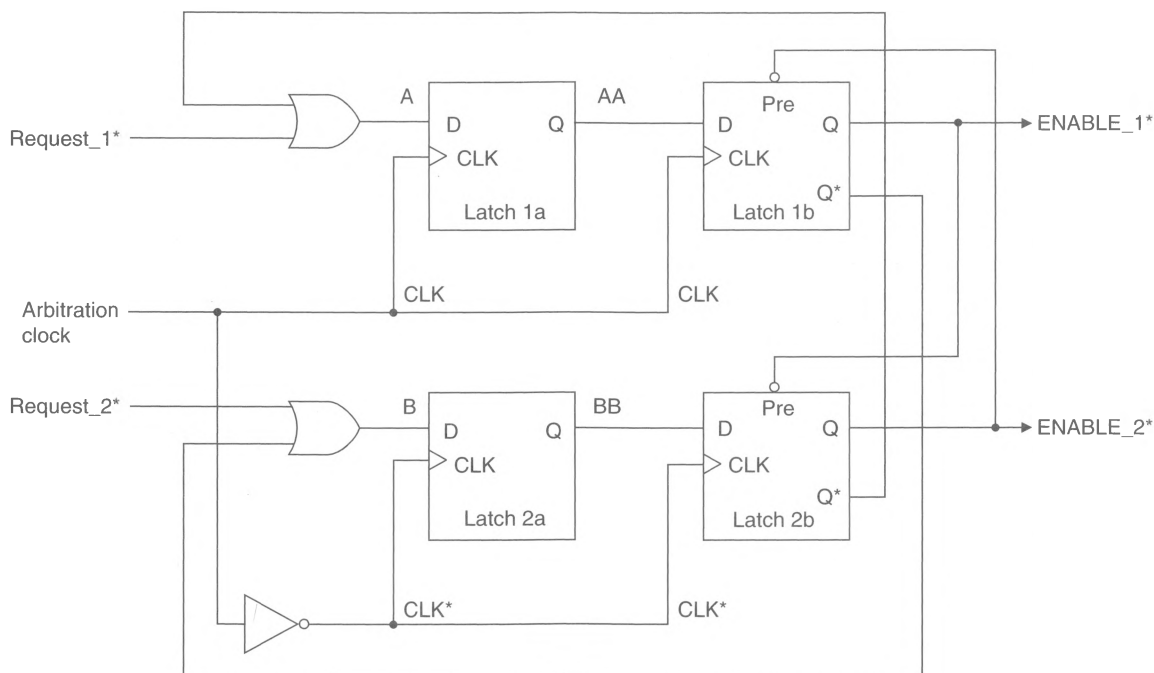 A
AA
Pre
D
Q
D
Q
ENABLE_1*
Request_1*
CLK
CLK
Q*
Latch 1a
Latch 1b
CLK
CLK
Arbitration
clock
Request_2*
B
BB
Pre
D
Q
D
Q
ENABLE_2*
CLK
CLK
Q*
Latch 2a
Latch 2b
CLK*
CLK*